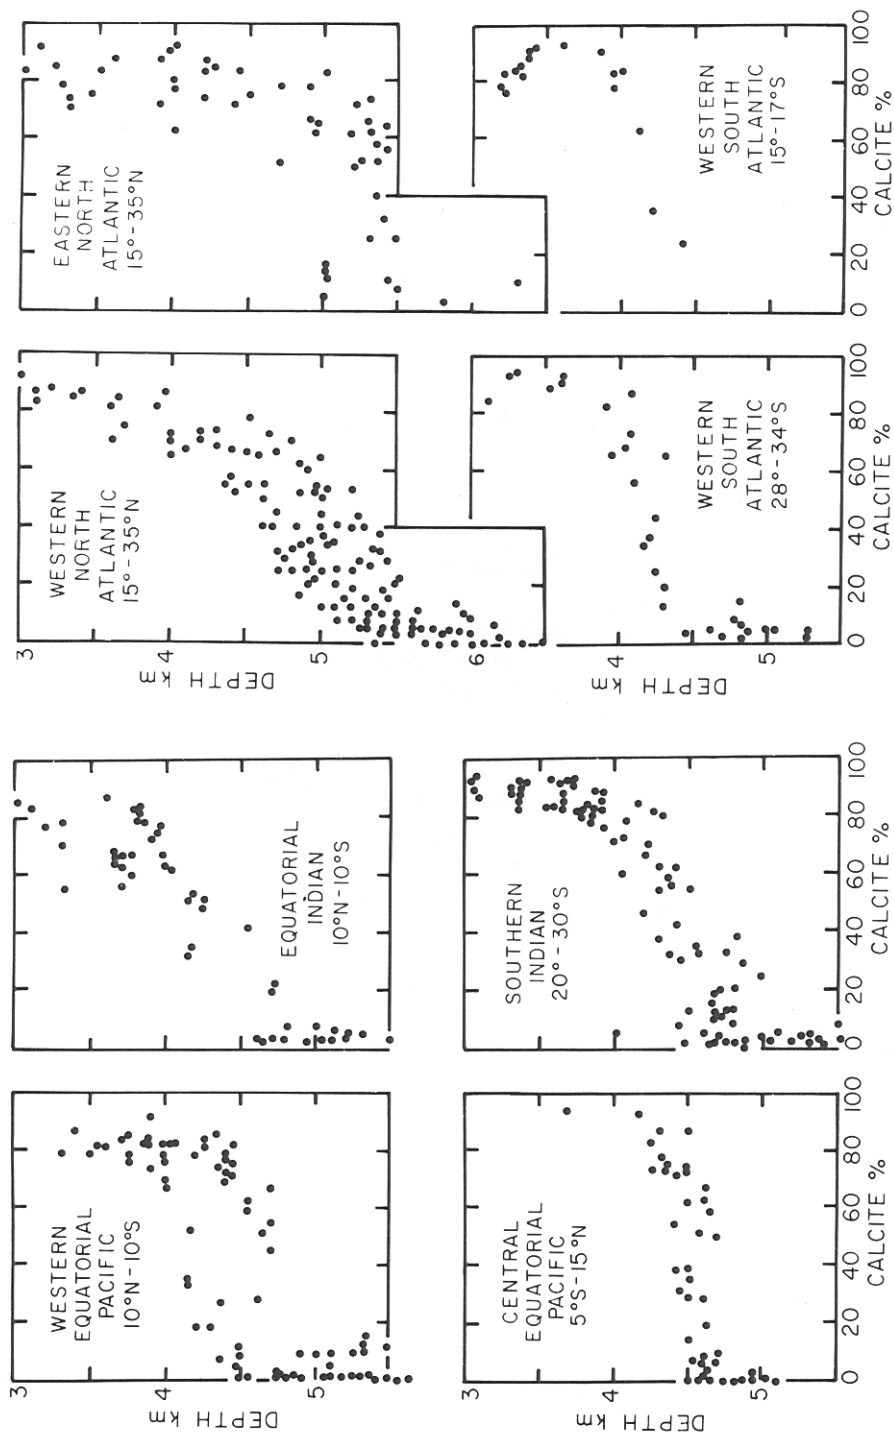 3
4
5
DEPTH km
WESTERN
EQUATORIAL
PACIFIC
10°N-10°S
EQUATORIAL
INDIAN
10°N-10°S
3
4
5
6
DEPTH km
WESTERN
NORTH
ATLANTIC
15°-35°N
EASTERN
NORTH
ATLANTIC
15°-35°N
3
4
5
DEPTH km
CENTRAL
EQUATORIAL
PACIFIC
5°S-15°N
0 20 40 60 80 100
CALCITE %
SOUTHERN
INDIAN
20°-30°S
0 20 40 60 80 100
CALCITE %
4
5
DEPTH km
WESTERN
SOUTH
ATLANTIC
28°-34°S
0 20 40 60 80 100
CALCITE %
WESTERN
SOUTH
ATLANTIC
15°-17°S
0 20 40 60 80 100
CALCITE %